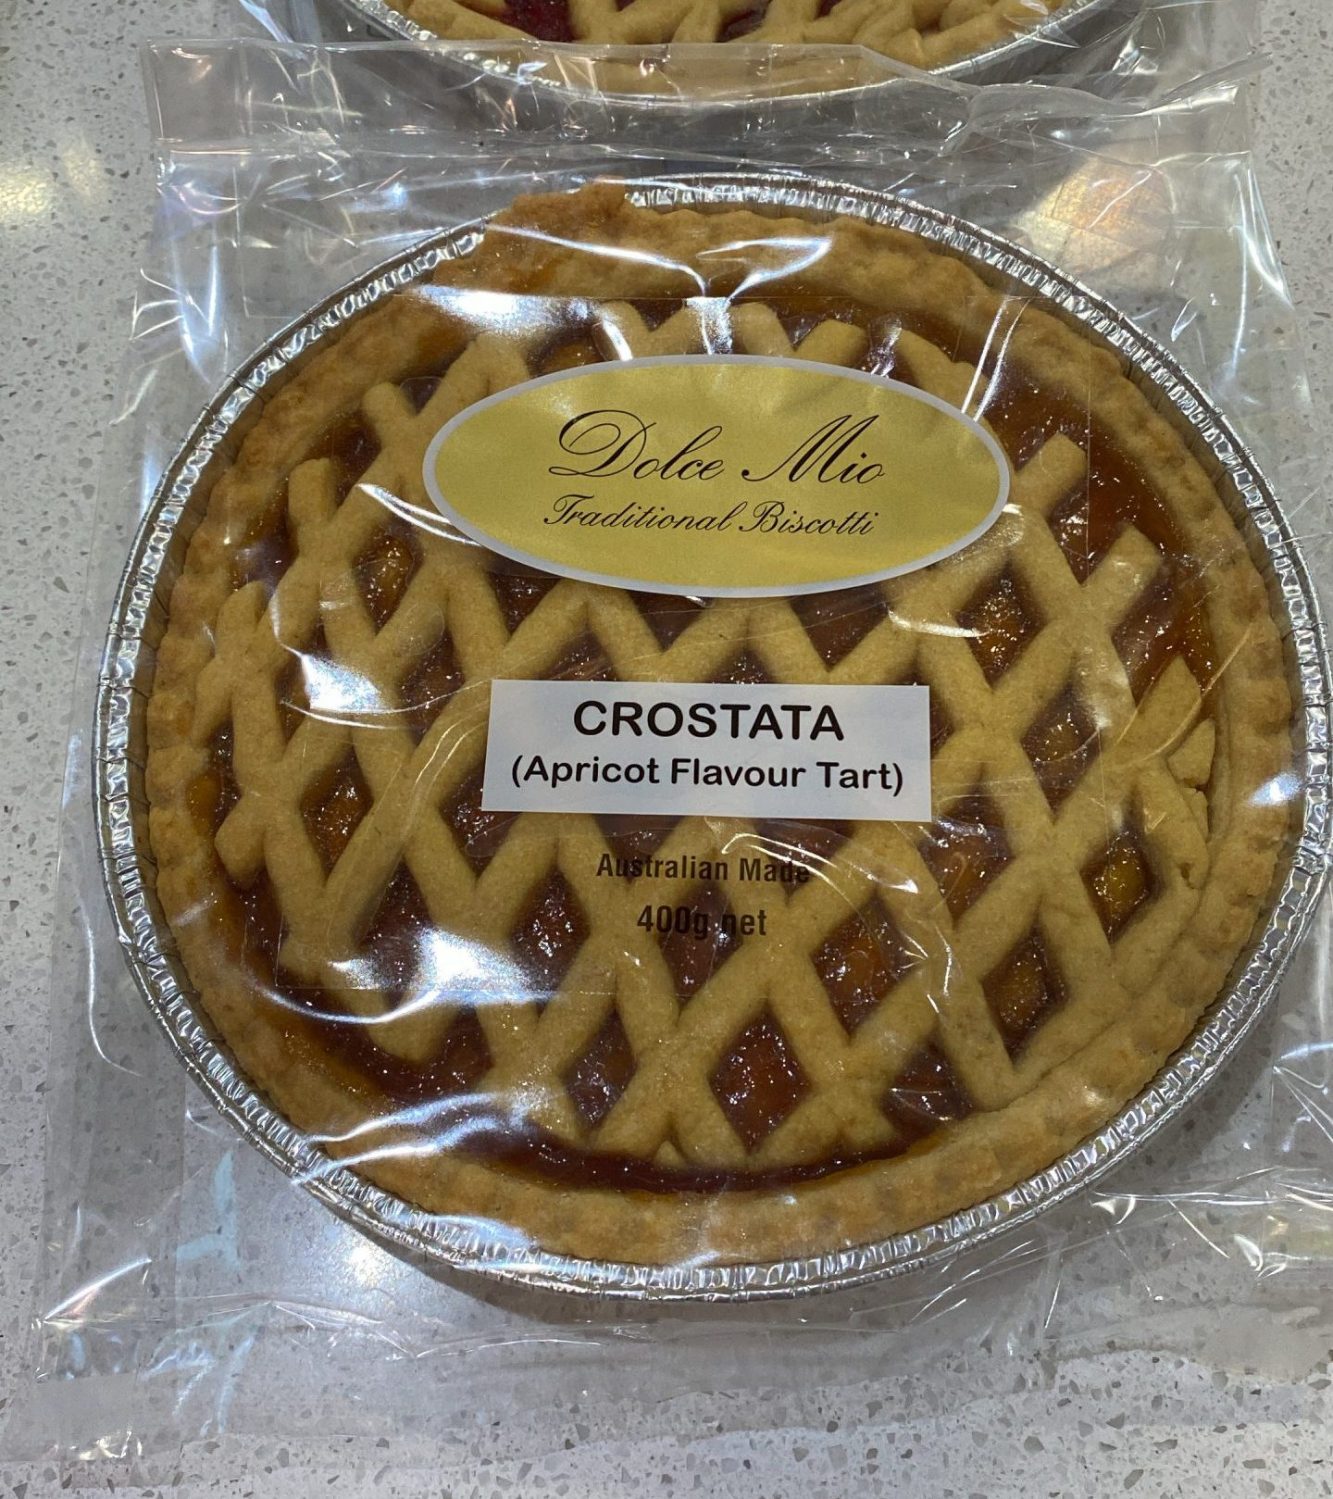 Dolce Mio
Traditional Biscotti
CROSTATA
(Apricot Flavour Tart)
Australian Made
400g net